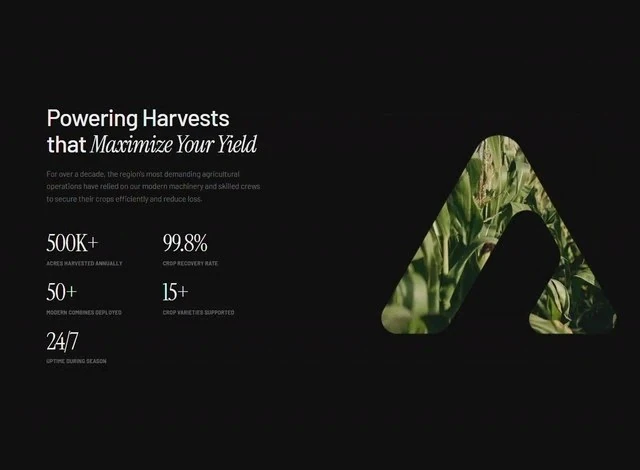 Powering Harvests
that Maximize Your Yield
For over a decade, the region's most demanding agricultural
operations have relied on our modern machinery and skilled crews
to secure their crops efficiently and reduce loss.
500K+
ACRES HARVESTED ANNUALLY
99.8%
CROP RECOVERY RATE
50+
MODERN COMBINES DEPLOYED
15+
CROP VARIETIES SUPPORTED
24/7
UPTIME DURING SEASON